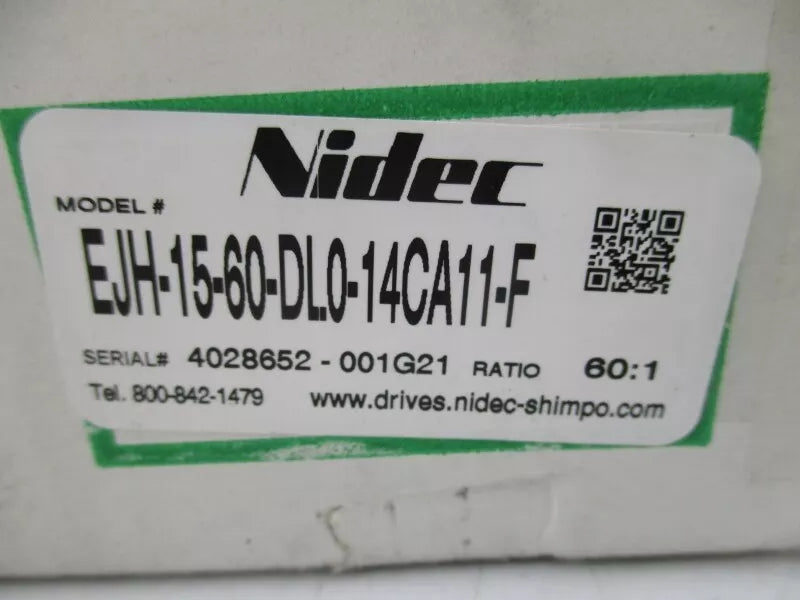 Nidec
MODEL #
EJH-15-60-DL0-14CA11-F
SERIAL# 4028652 - 001G21 RATIO 60:1
Tel. 800-842-1479 www.drives.nidec-shimpo.com